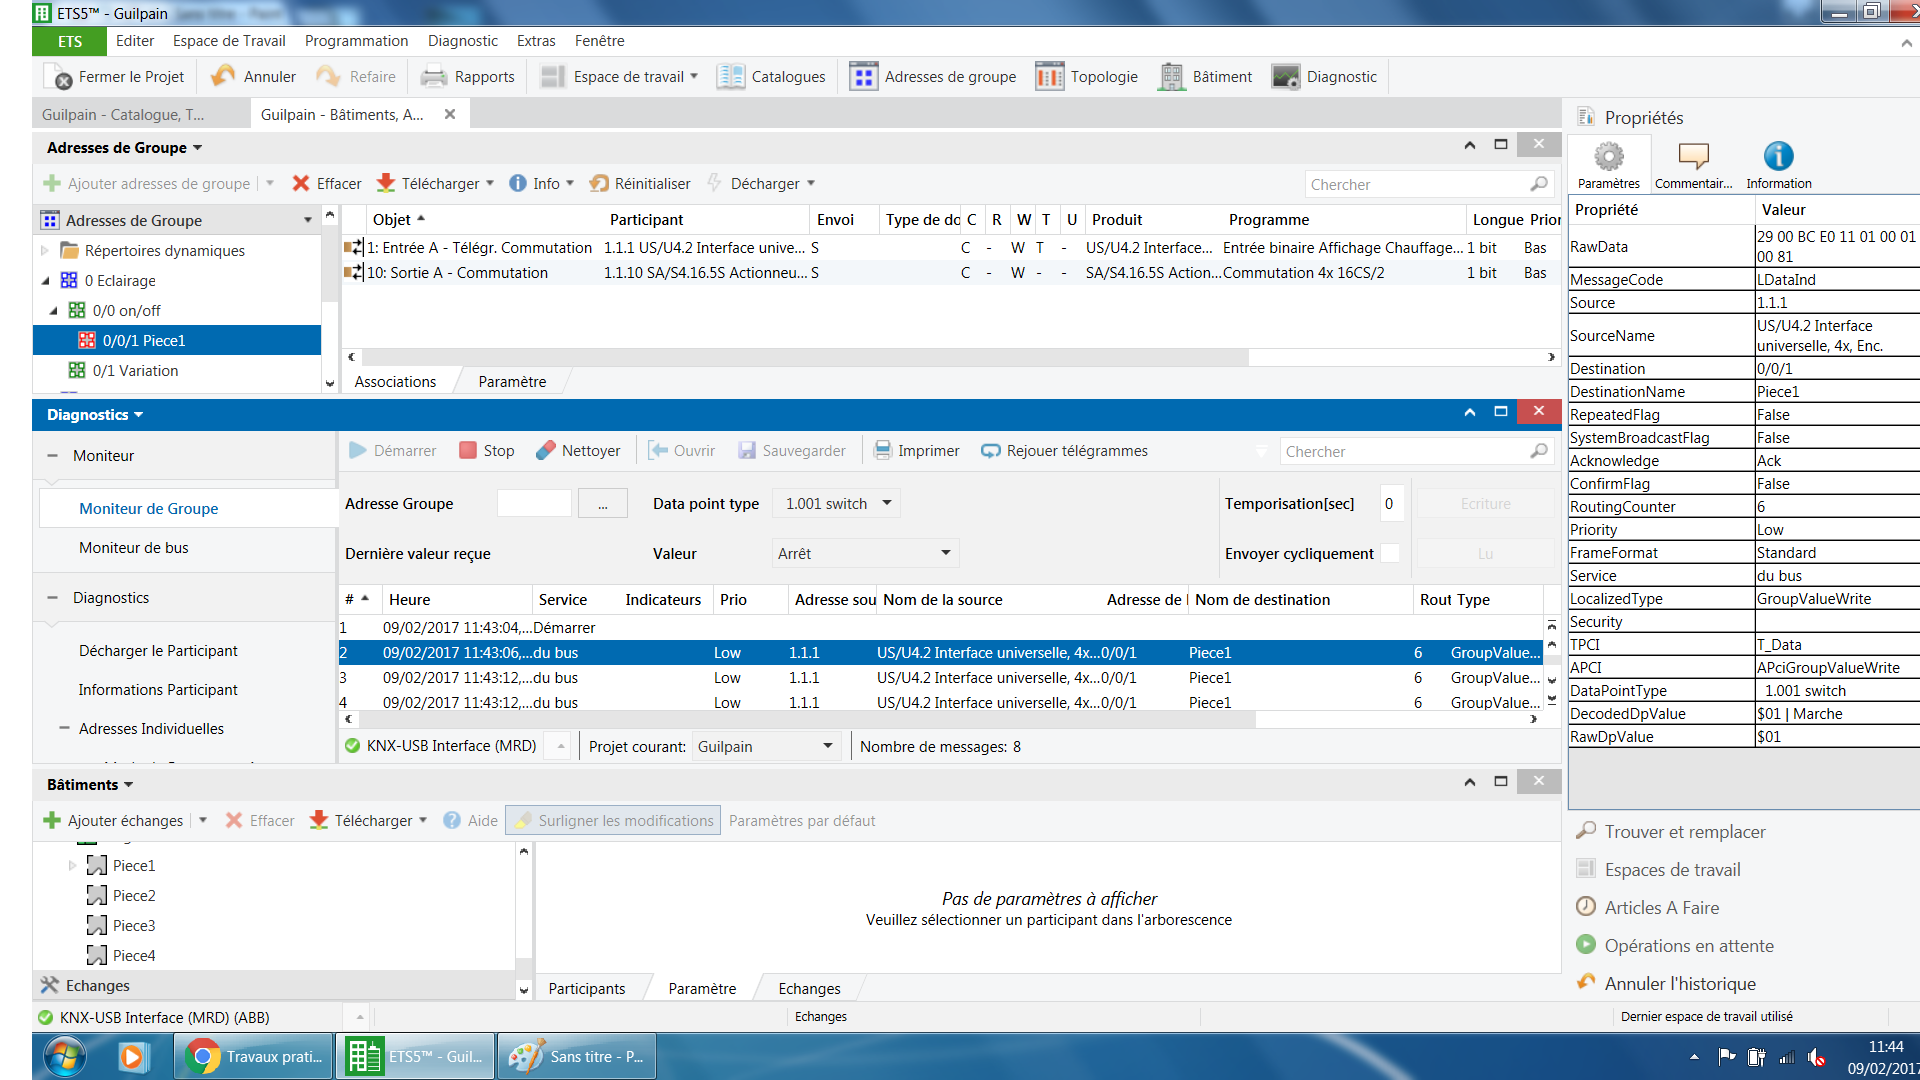 ETS5™ - Guilpain
ETS Editer Espace de Travail Programmation Diagnostic Extras Fenêtre
Fermer le Projet Annuler Refaire Rapports Espace de travail Catalogues Adresses de groupe Topologie Bâtiment Diagnostic
Guilpain - Catalogue, T... Guilpain - Bâtiments, A...
Adresses de Groupe
Ajouter adresses de groupe Effacer Télécharger Info Réinitialiser Décharger Chercher
Adresses de Groupe
Répertoires dynamiques
0 Eclairage
0/0 on/off
0/0/1 Piece1
0/1 Variation
Objet Participant Envoi Type de do C R W T U Produit Programme Longue Prior
1: Entrée A - Télégr. Commutation 1.1.1 US/U4.2 Interface unive... S C - W T - US/U4.2 Interface... Entrée binaire Affichage Chauffage... 1 bit Bas
10: Sortie A - Commutation 1.1.10 SA/S4.16.5S Actionneu... S C - W - - SA/S4.16.5S Action... Commutation 4x 16CS/2 1 bit Bas
Associations Paramètre
Diagnostics
Moniteur
Moniteur de Groupe
Moniteur de bus
Diagnostics
Décharger le Participant
Informations Participant
Adresses Individuelles
Démarrer Stop Nettoyer Ouvrir Sauvegarder Imprimer Rejouer télégrammes Chercher
Adresse Groupe ... Data point type 1.001 switch Temporisation[sec] 0 Ecriture
Dernière valeur reçue Valeur Arrêt Envoyer cycliquement Lu
# Heure Service Indicateurs Prio Adresse sou Nom de la source Adresse de Nom de destination Rout Type
1 09/02/2017 11:43:04,... Démarrer
2 09/02/2017 11:43:06,... du bus Low 1.1.1 US/U4.2 Interface universelle, 4x... 0/0/1 Piece1 6 GroupValue...
3 09/02/2017 11:43:12,... du bus Low 1.1.1 US/U4.2 Interface universelle, 4x... 0/0/1 Piece1 6 GroupValue...
4 09/02/2017 11:43:12,... du bus Low 1.1.1 US/U4.2 Interface universelle, 4x... 0/0/1 Piece1 6 GroupValue...
KNX-USB Interface (MRD) Projet courant: Guilpain Nombre de messages: 8
Bâtiments
Ajouter échanges Effacer Télécharger Aide Surligner les modifications Paramètres par défaut
Piece1
Piece2
Piece3
Piece4
Echanges
Pas de paramètres à afficher
Veuillez sélectionner un participant dans l'arborescence
Participants Paramètre Echanges
KNX-USB Interface (MRD) (ABB) Echanges Dernier espace de travail utilisé
Propriétés
Paramètres Commentair... Information
Propriété Valeur
RawData 29 00 BC E0 11 01 00 01
00 81
MessageCode LDataInd
Source 1.1.1
SourceName US/U4.2 Interface
universelle, 4x, Enc.
Destination 0/0/1
DestinationName Piece1
RepeatedFlag False
SystemBroadcastFlag False
Acknowledge Ack
ConfirmFlag False
RoutingCounter 6
Priority Low
FrameFormat Standard
Service du bus
LocalizedType GroupValueWrite
Security
TPCI T_Data
APCI APciGroupValueWrite
DataPointType 1.001 switch
DecodedDpValue $01 | Marche
RawDpValue $01
Trouver et remplacer
Espaces de travail
Articles A Faire
Opérations en attente
Annuler l'historique
Travaux prati... ETS5™ - Guil... Sans titre - P...
11:44
09/02/2017